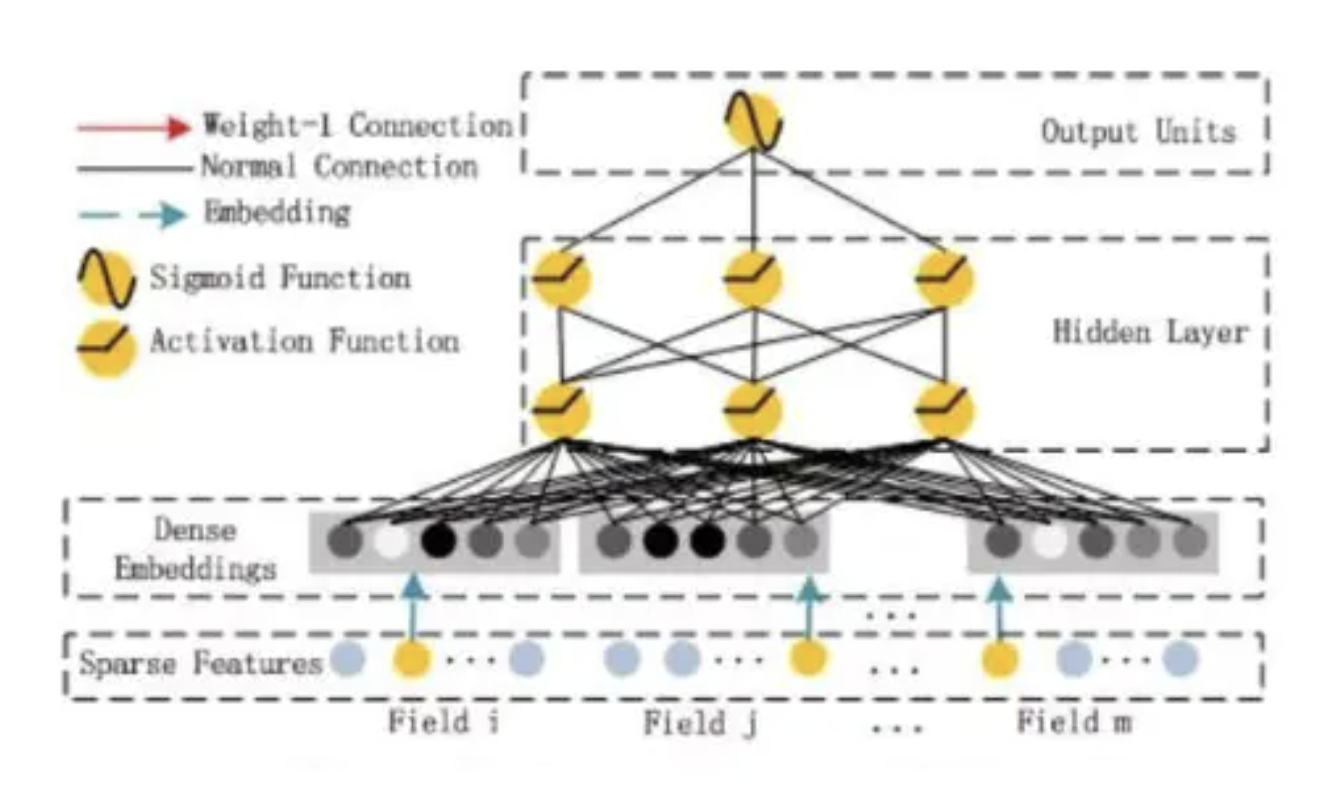 Weight-1 Connection
Normal Connection
Embedding
Sigmoid Function
Activation Function
Output Units
Hidden Layer
Dense
Embeddings
...
Sparse Features ... ... ... ...
Field i Field j ... Field m